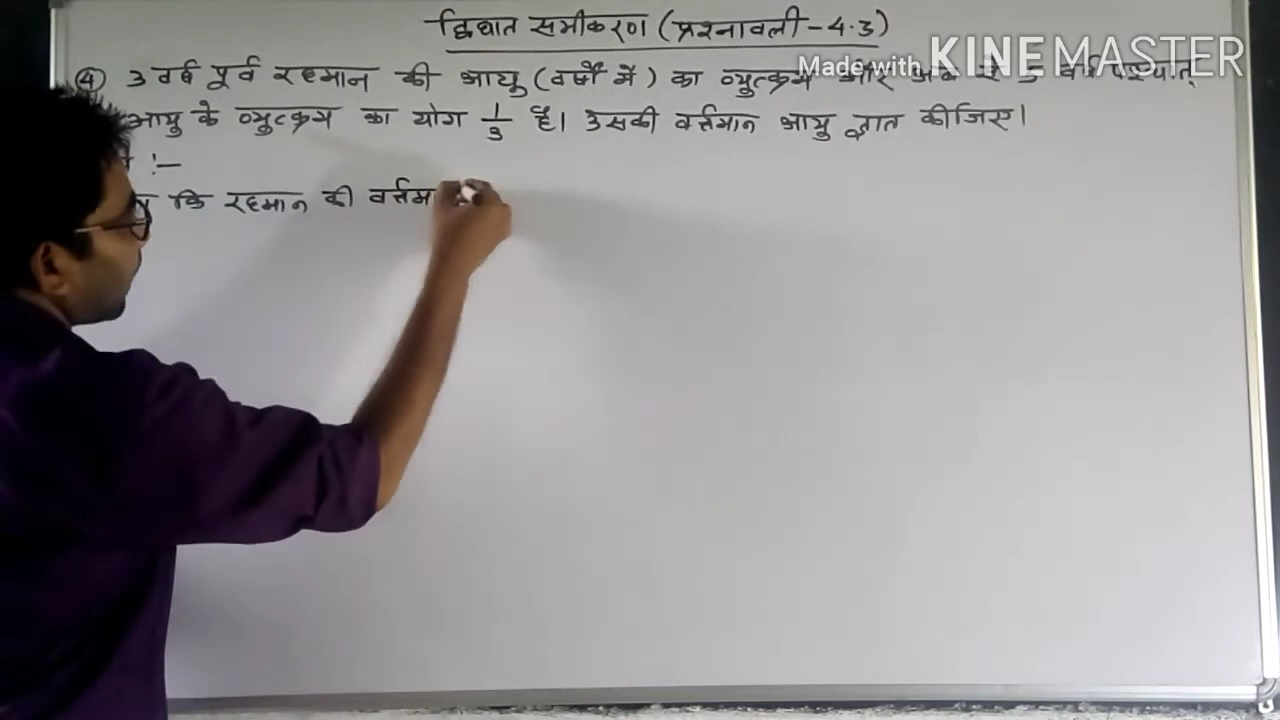 द्विघात समीकरण (प्रश्नावली - 4.3)
Made with KINEMASTER
④ 3 वर्ष पूर्व रहमान की आयु (वर्षों में) का व्युत्क्रम और अब से 5 वर्ष पश्चात्
आयु के व्युत्क्रम का योग 1/3 है। उसकी वर्त्तमान आयु ज्ञात कीजिए।
:-
कि रहमान की वर्त्तम